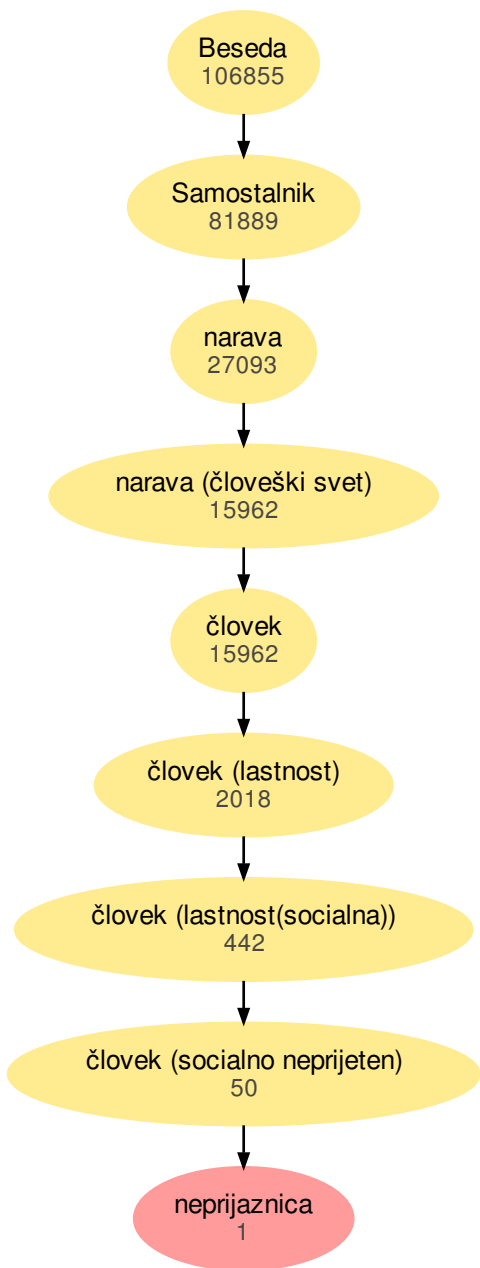 Beseda
106855
Samostalnik
81889
narava
27093
narava (človeški svet)
15962
človek
15962
človek (lastnost)
2018
človek (lastnost(socialna))
442
človek (socialno neprijeten)
50
neprijaznica
1